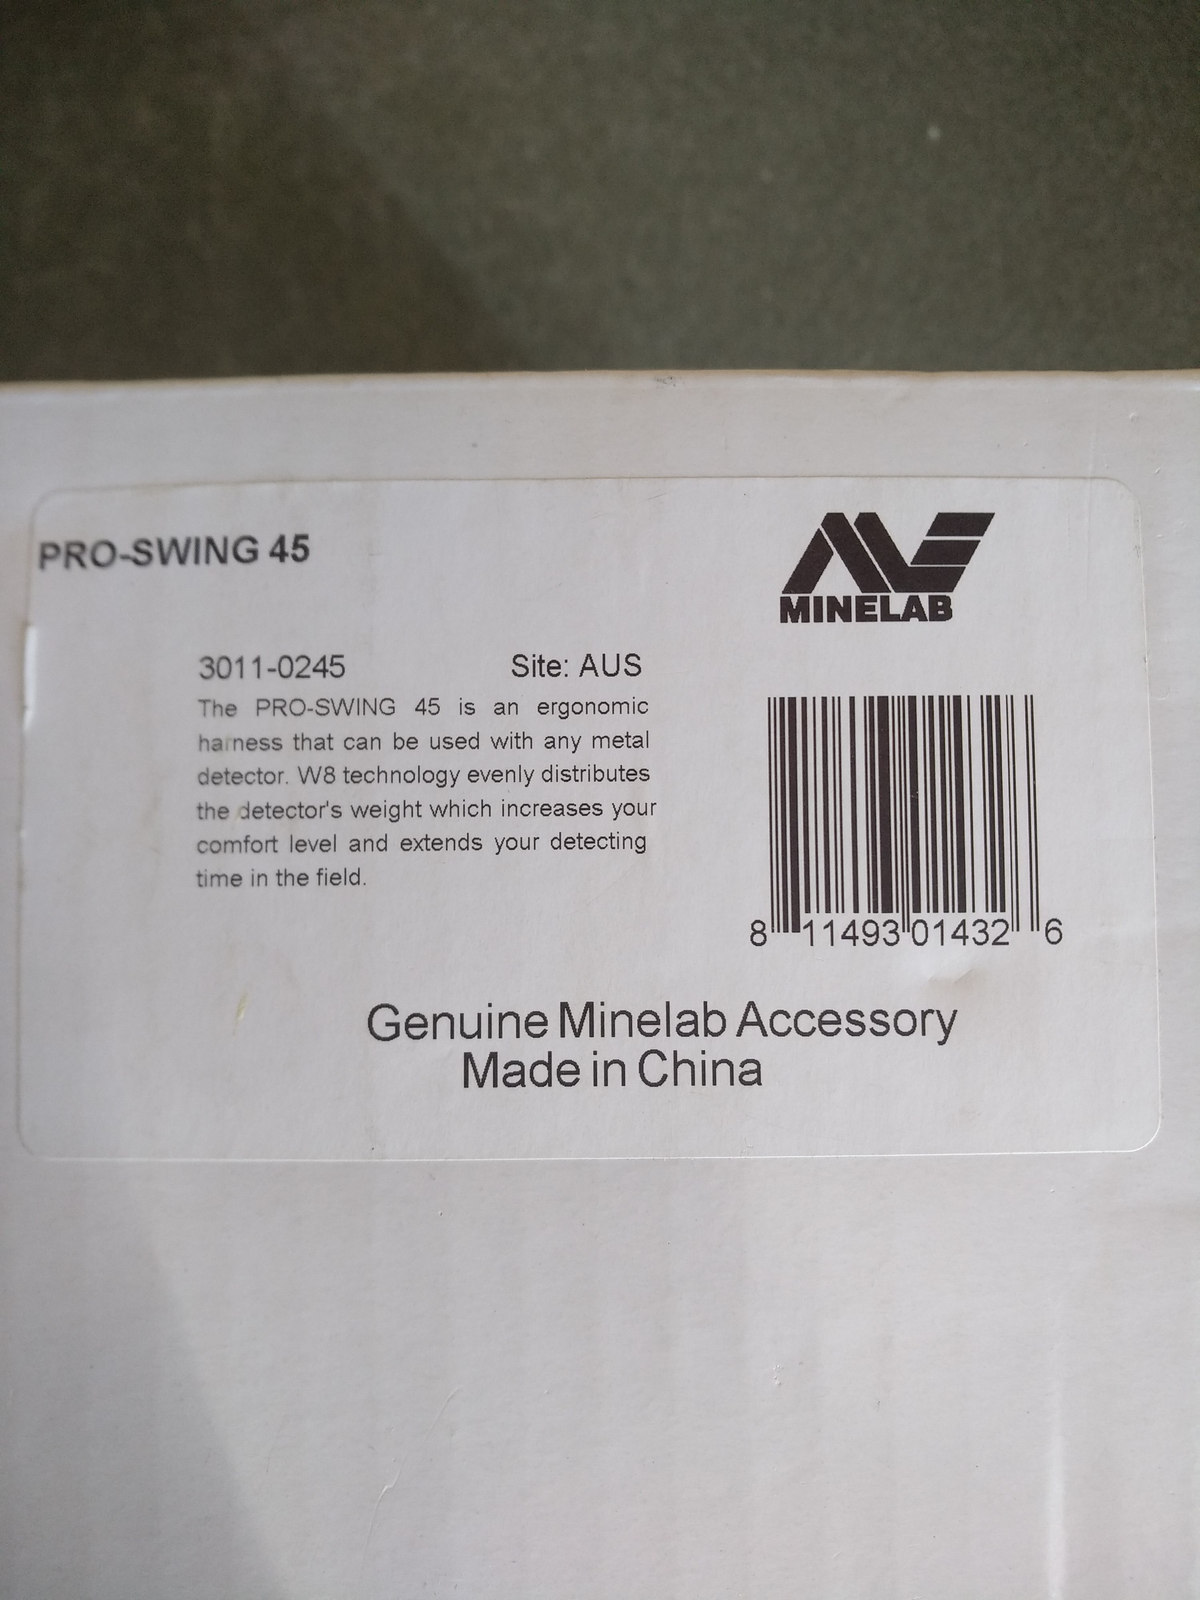 PRO-SWING 45
MINELAB
3011-0245 Site: AUS
The PRO-SWING 45 is an ergonomic
harness that can be used with any metal
detector. W8 technology evenly distributes
the detector's weight which increases your
comfort level and extends your detecting
time in the field.
8 11493 01432 6
Genuine Minelab Accessory
Made in China